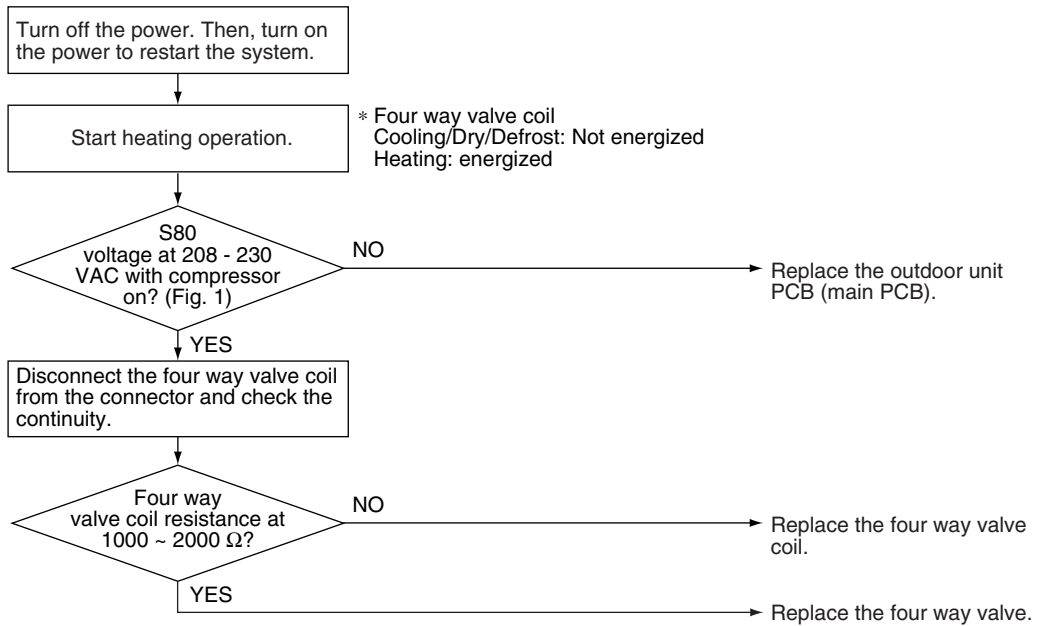 Turn off the power. Then, turn on
the power to restart the system.
Start heating operation.
* Four way valve coil
Cooling/Dry/Defrost: Not energized
Heating: energized
S80
voltage at 208 - 230
VAC with compressor
on? (Fig. 1)
NO
Replace the outdoor unit
PCB (main PCB).
YES
Disconnect the four way valve coil
from the connector and check the
continuity.
Four way
valve coil resistance at
1000 ~ 2000 Ω?
NO
Replace the four way valve
coil.
YES
Replace the four way valve.